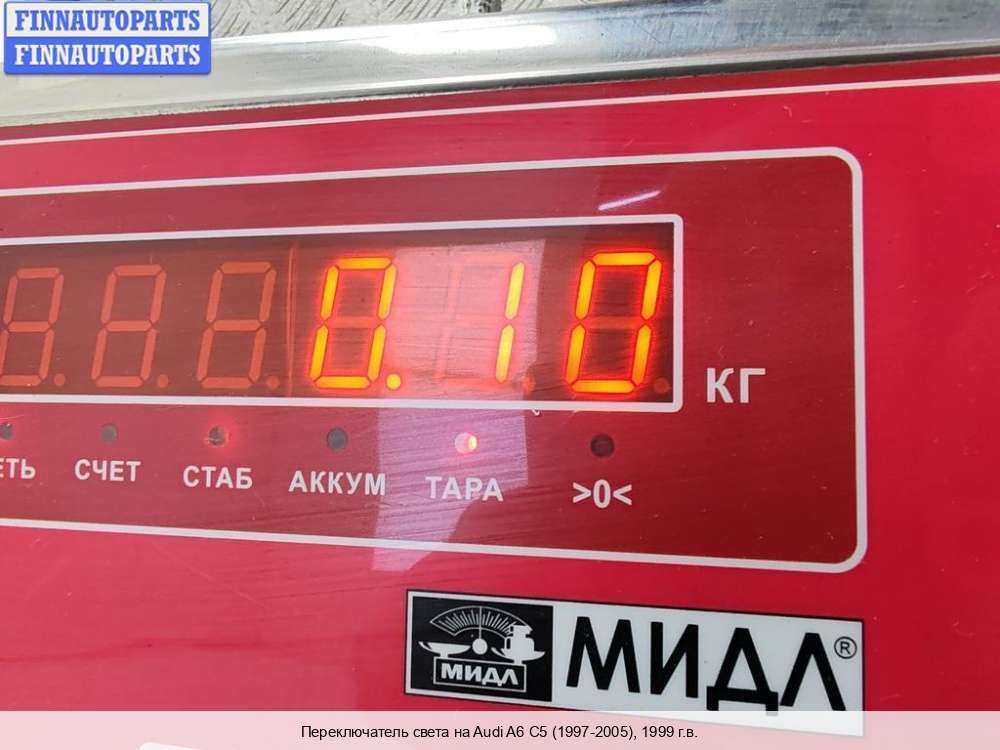 FINNAUTOPARTS
FINNAUTOPARTS
0.10
КГ
СЧЕТ СТАБ АККУМ ТАРА >0<
МИДЛ МИДЛ®
Переключатель света на Audi A6 C5 (1997-2005), 1999 г.в.